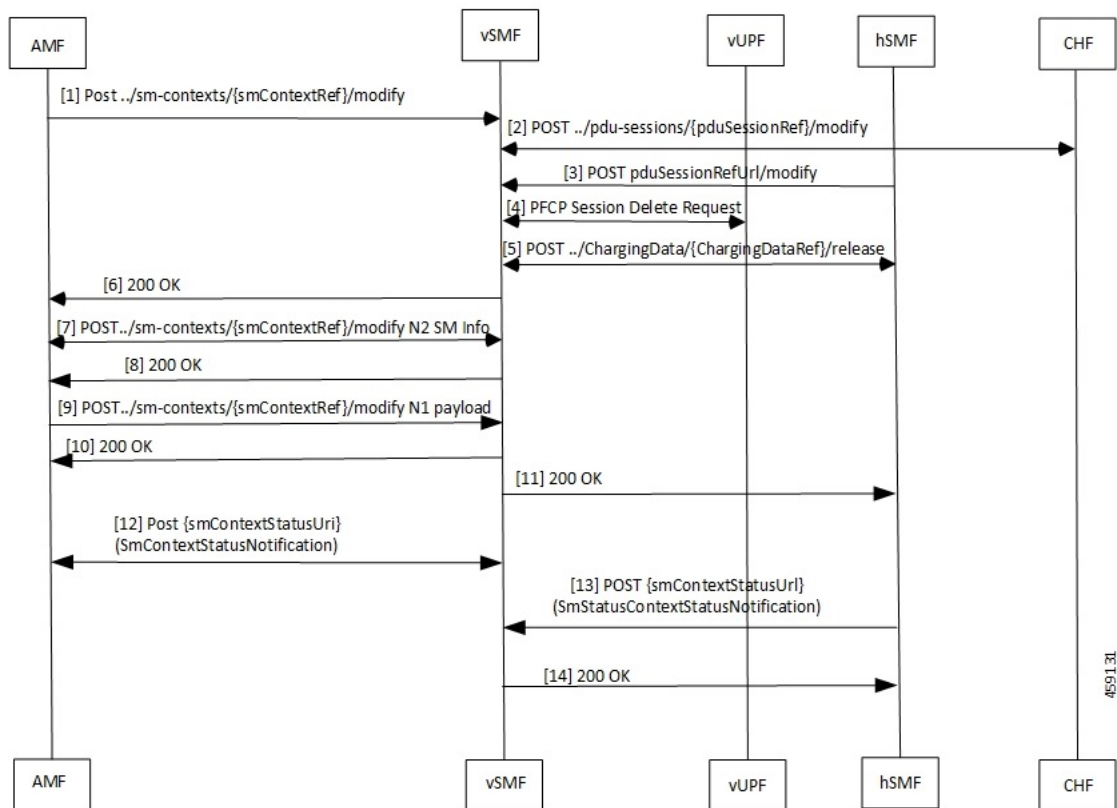 AMF
vSMF
vUPF
hSMF
CHF
[1] Post ../sm-contexts/{smContextRef}/modify
[2] POST ../pdu-sessions/{pduSessionRef}/modify
[3] POST pduSessionRefUrl/modify
[4] PFCP Session Delete Request
[5] POST ../ChargingData/{ChargingDataRef}/release
[6] 200 OK
[7] POST../sm-contexts/{smContextRef}/modify N2 SM Info
[8] 200 OK
[9] POST../sm-contexts/{smContextRef}/modify N1 payload
[10] 200 OK
[11] 200 OK
[12] Post {smContextStatusUri}
(SmContextStatusNotification)
[13] POST {smContextStatusUrl}
(SmStatusContextStatusNotification)
[14] 200 OK
459131
AMF
vSMF
vUPF
hSMF
CHF